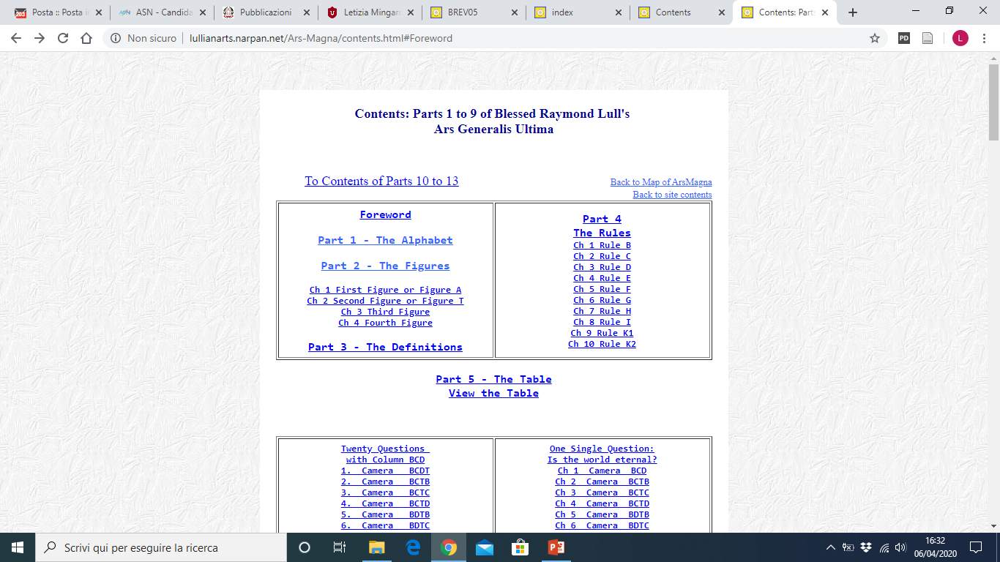 Posta :: Posta i
ASN - Candida
Pubblicazioni
Letizia Mingar
BREV05
index
Contents
Contents: Part
Non sicuro
lullianarts.narpan.net/Ars-Magna/contents.html#Foreword
PD
L
Contents: Parts 1 to 9 of Blessed Raymond Lull's
Ars Generalis Ultima
To Contents of Parts 10 to 13
Back to Map of ArsMagna
Back to site contents
Foreword
Part 1 - The Alphabet
Part 2 - The Figures
Ch 1 First Figure or Figure A
Ch 2 Second Figure or Figure T
Ch 3 Third Figure
Ch 4 Fourth Figure
Part 3 - The Definitions
Part 4
The Rules
Ch 1 Rule B
Ch 2 Rule C
Ch 3 Rule D
Ch 4 Rule E
Ch 5 Rule F
Ch 6 Rule G
Ch 7 Rule H
Ch 8 Rule I
Ch 9 Rule K1
Ch 10 Rule K2
Part 5 - The Table
View the Table
Twenty Questions
with Column BCD
1. Camera BCDT
2. Camera BCTB
3. Camera BCTC
4. Camera BCTD
5. Camera BDTB
6. Camera BDTC
One Single Question:
Is the world eternal?
Ch 1 Camera BCD
Ch 2 Camera BCTB
Ch 3 Camera BCTC
Ch 4 Camera BCTD
Ch 5 Camera BDTB
Ch 6 Camera BDTC
Scrivi qui per eseguire la ricerca
16:32
06/04/2020